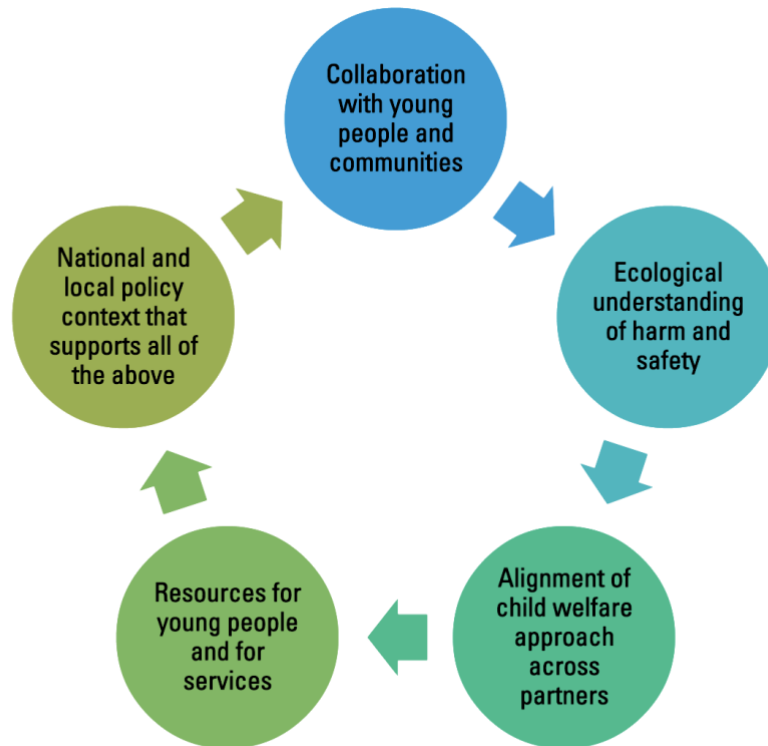 Collaboration
with young
people and
communities
Ecological
understanding
of harm and
safety
Alignment of
child welfare
approach
across
partners
Resources for
young people
and for
services
National and
local policy
context that
supports all of
the above